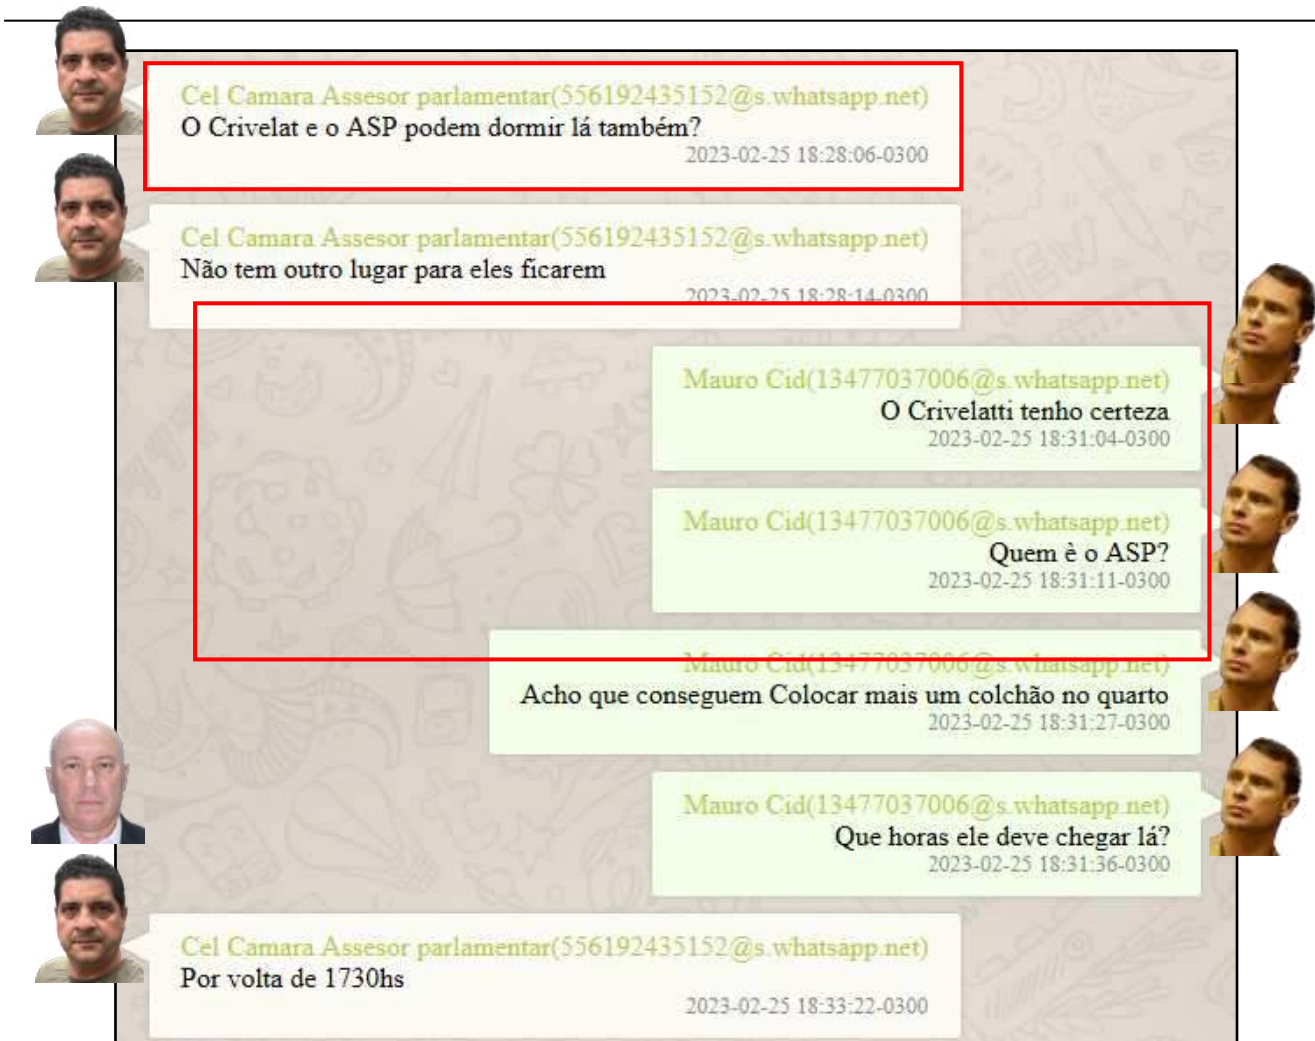 Cel Camara Assesor parlamentar(556192435152@s.whatsapp.net)
O Crivelat e o ASP podem dormir lá também?
2023-02-25 18:28:06-0300
Cel Camara Assesor parlamentar(556192435152@s.whatsapp.net)
Não tem outro lugar para eles ficarem
2023-02-25 18:28:14-0300
Mauro Cid(13477037006@s.whatsapp.net)
O Crivelatti tenho certeza
2023-02-25 18:31:04-0300
Mauro Cid(13477037006@s.whatsapp.net)
Quem è o ASP?
2023-02-25 18:31:11-0300
Mauro Cid(13477037006@s.whatsapp.net)
Acho que conseguem Colocar mais um colchão no quarto
2023-02-25 18:31:27-0300
Mauro Cid(13477037006@s.whatsapp.net)
Que horas ele deve chegar lá?
2023-02-25 18:31:36-0300
Cel Camara Assesor parlamentar(556192435152@s.whatsapp.net)
Por volta de 1730hs
2023-02-25 18:33:22-0300